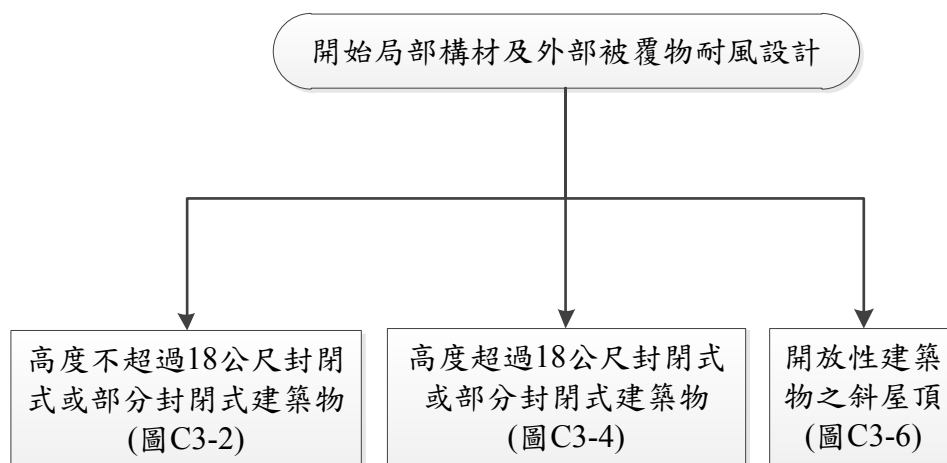 開始局部構材及外部被覆物耐風設計
高度不超過18公尺封閉
式或部分封閉式建築物
(圖C3-2)
高度超過18公尺封閉式
或部分封閉式建築物
(圖C3-4)
開放性建築
物之斜屋頂
(圖C3-6)